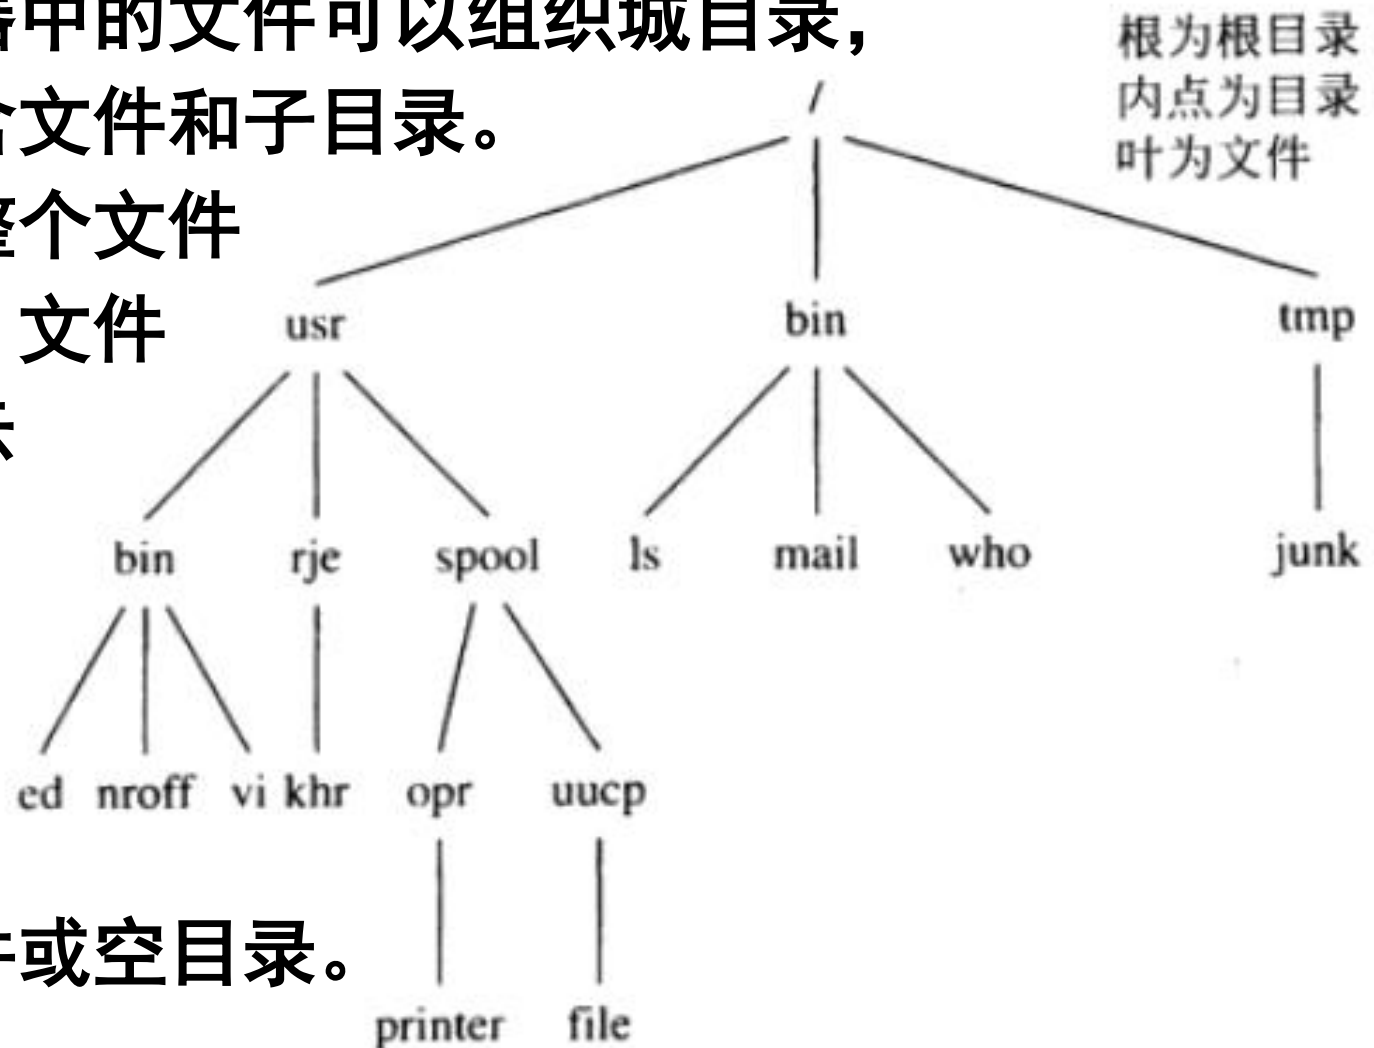 器中的文件可以组织城目录，
含文件和子目录。
整个文件
文件
件或空目录。
根为根目录
内点为目录
叶为文件
/
usr bin tmp
bin rje spool ls mail who junk
ed nroff vi khr opr uucp
printer file